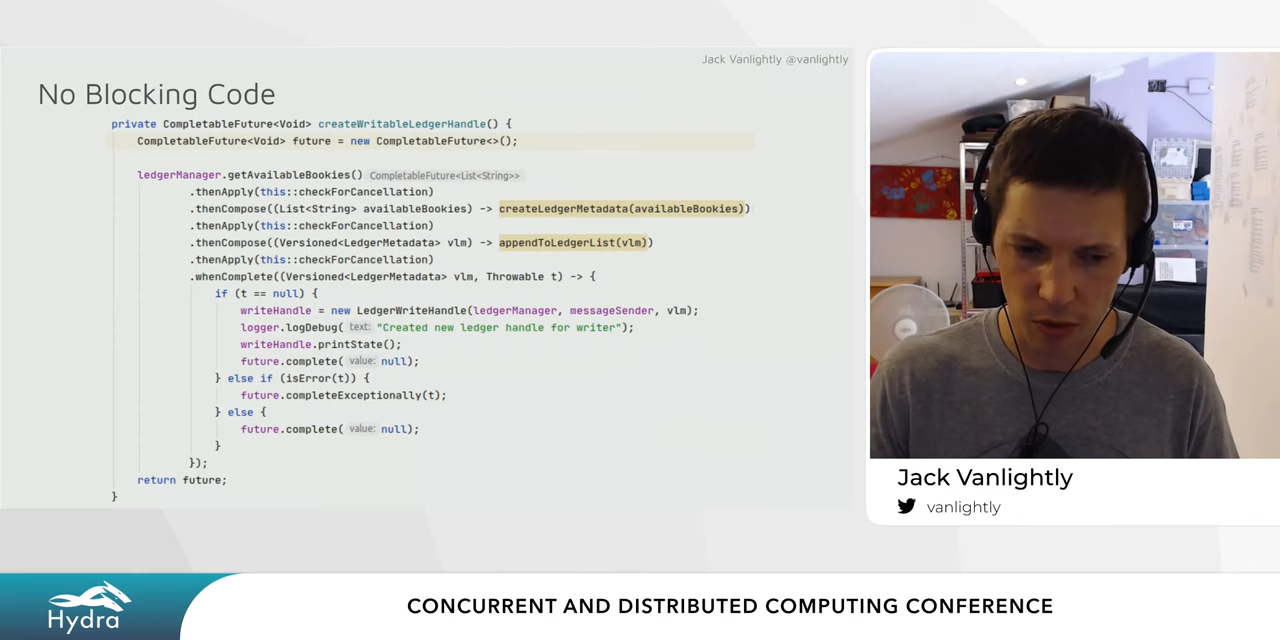 Jack Vanlightly @vanlightly
No Blocking Code
private CompletableFuture<Void> createWritableLedgerHandle() {
CompletableFuture<Void> future = new CompletableFuture<>();
ledgerManager.getAvailableBookies() CompletableFuture<List<String>>
.thenApply(this::checkForCancellation)
.thenCompose((List<String> availableBookies) -> createLedgerMetadata(availableBookies))
.thenApply(this::checkForCancellation)
.thenCompose((Versioned<LedgerMetadata> vlm) -> appendToLedgerList(vlm))
.thenApply(this::checkForCancellation)
.whenComplete((Versioned<LedgerMetadata> vlm, Throwable t) -> {
if (t == null) {
writeHandle = new LedgerWriteHandle(ledgerManager, messageSender, vlm);
logger.logDebug( text: "Created new ledger handle for writer");
writeHandle.printState();
future.complete( value: null);
} else if (isError(t)) {
future.completeExceptionally(t);
} else {
future.complete( value: null);
}
});
return future;
}
Jack Vanlightly
vanlightly
Hydra
CONCURRENT AND DISTRIBUTED COMPUTING CONFERENCE